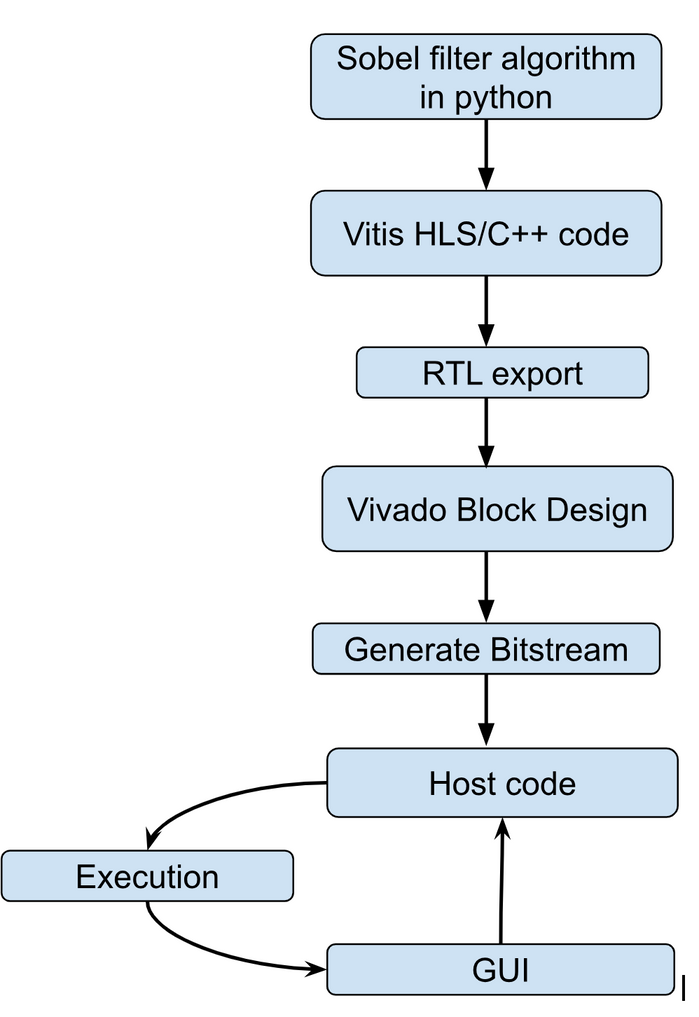 Sobel filter algorithm
in python
Vitis HLS/C++ code
RTL export
Vivado Block Design
Generate Bitstream
Host code
Execution
GUI